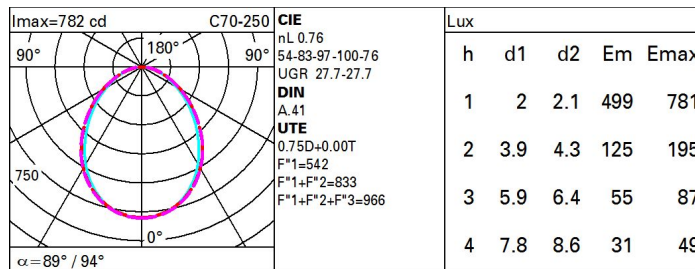 Imax=782 cd C70-250
90° 180° 90°
750
0°
α=89° / 94°
CIE
nL 0.76
54-83-97-100-76
UGR 27.7-27.7
DIN
A.41
UTE
0.75D+0.00T
F"1=542
F"1+F"2=833
F"1+F"2+F"3=966
Lux
h d1 d2 Em Emax
1 2 2.1 499 781
2 3.9 4.3 125 195
3 5.9 6.4 55 87
4 7.8 8.6 31 49